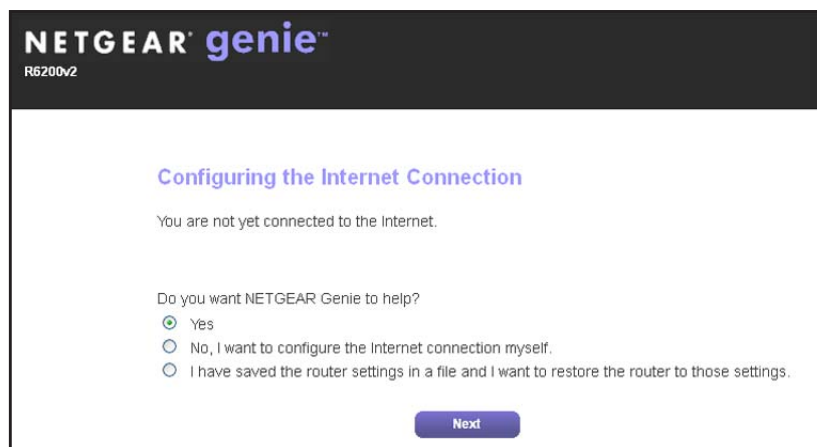 NETGEAR® genie™
R6200v2
Configuring the Internet Connection
You are not yet connected to the Internet.
Do you want NETGEAR Genie to help?
Yes
No, I want to configure the Internet connection myself.
I have saved the router settings in a file and I want to restore the router to those settings.
Next